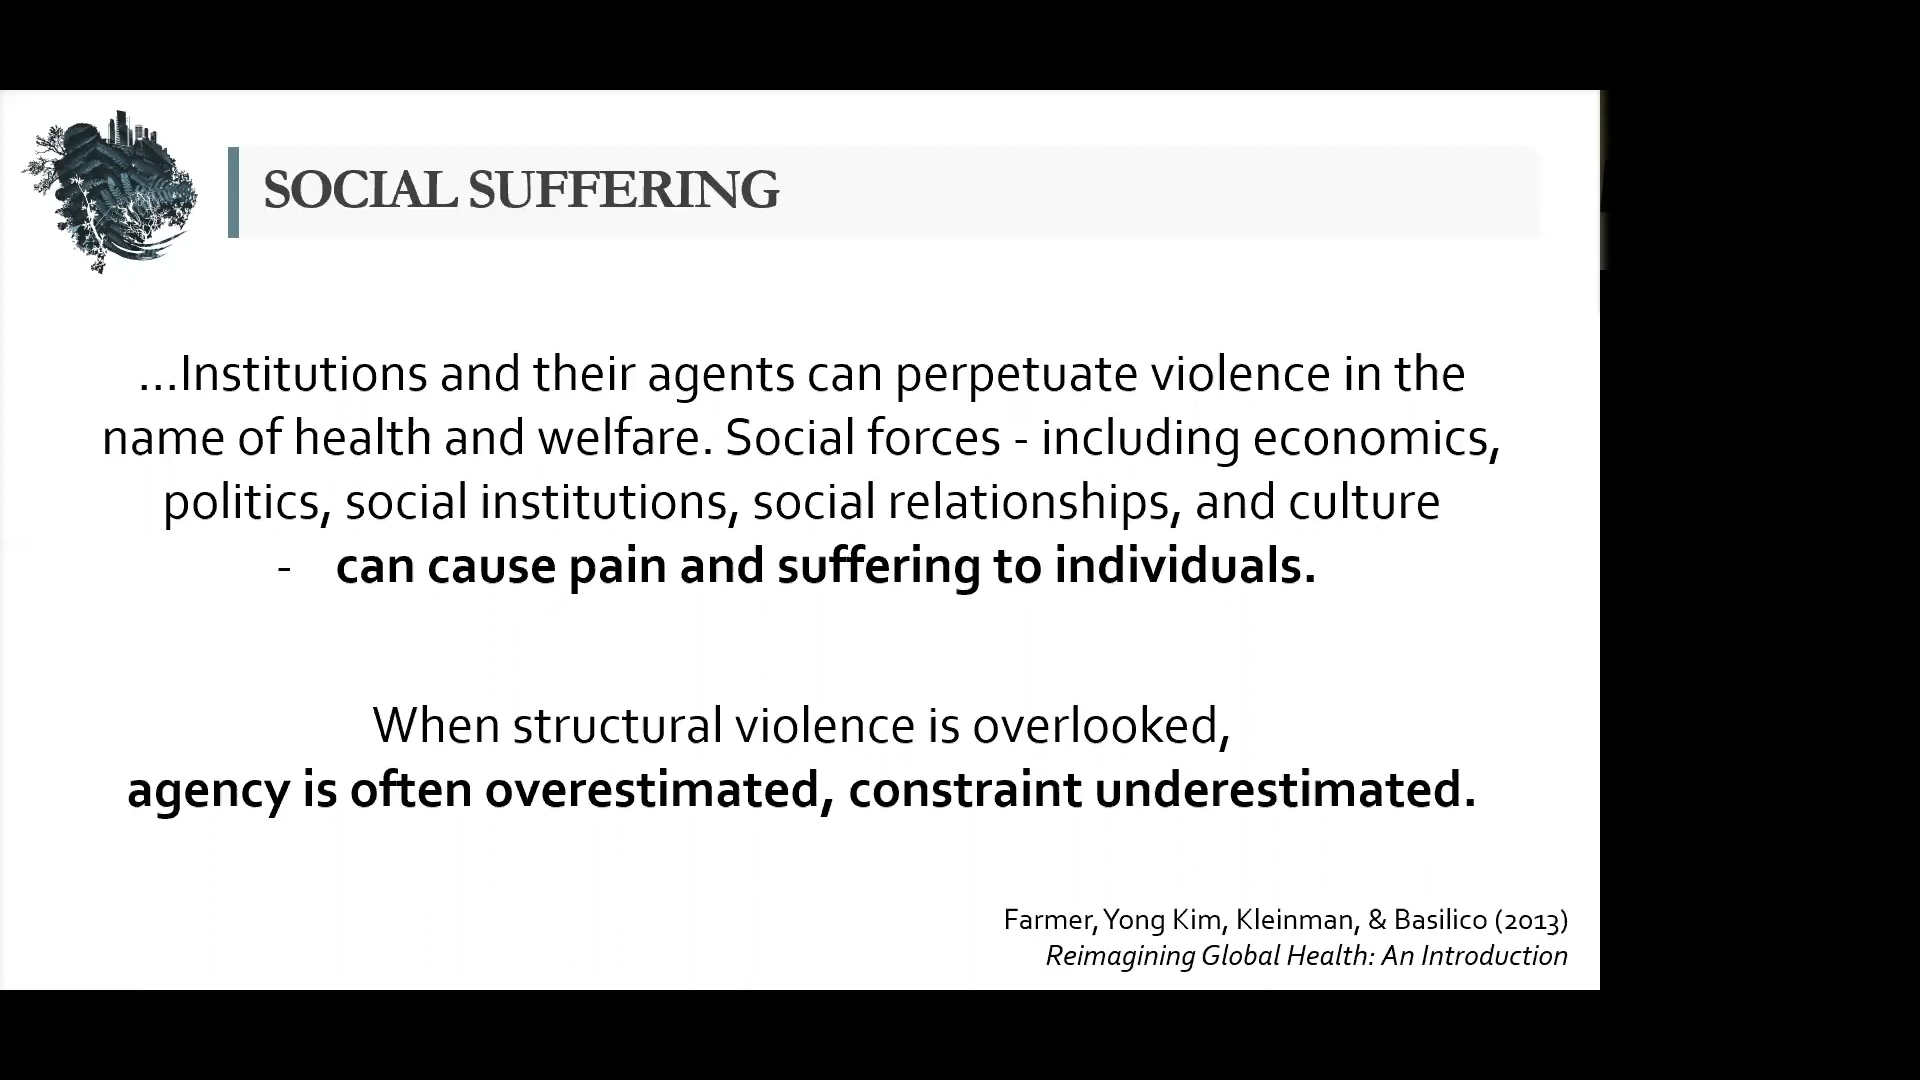 SOCIAL SUFFERING
...Institutions and their agents can perpetuate violence in the
name of health and welfare. Social forces - including economics,
politics, social institutions, social relationships, and culture
- can cause pain and suffering to individuals.
When structural violence is overlooked,
agency is often overestimated, constraint underestimated.
Farmer, Yong Kim, Kleinman, & Basilico (2013)
Reimagining Global Health: An Introduction